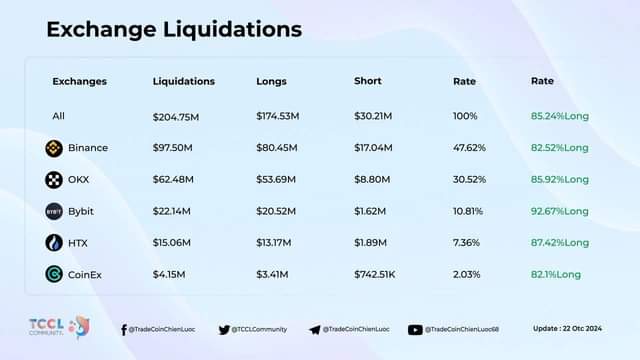 Exchange Liquidations
Exchanges Liquidations Longs Short Rate Rate
All $204.75M $174.53M $30.21M 100% 85.24%Long
Binance $97.50M $80.45M $17.04M 47.62% 82.52%Long
OKX $62.48M $53.69M $8.80M 30.52% 85.92%Long
BYBIT Bybit $22.14M $20.52M $1.62M 10.81% 92.67%Long
HTX $15.06M $13.17M $1.89M 7.36% 87.42%Long
CoinEx $4.15M $3.41M $742.51K 2.03% 82.1%Long
TCCL
COMMUNITY
@TradeCoinChienLuoc @TCCLCommunity @TradeCoinChienLuoc @TradeCoinChienLuoc68 Update : 22 Otc 2024